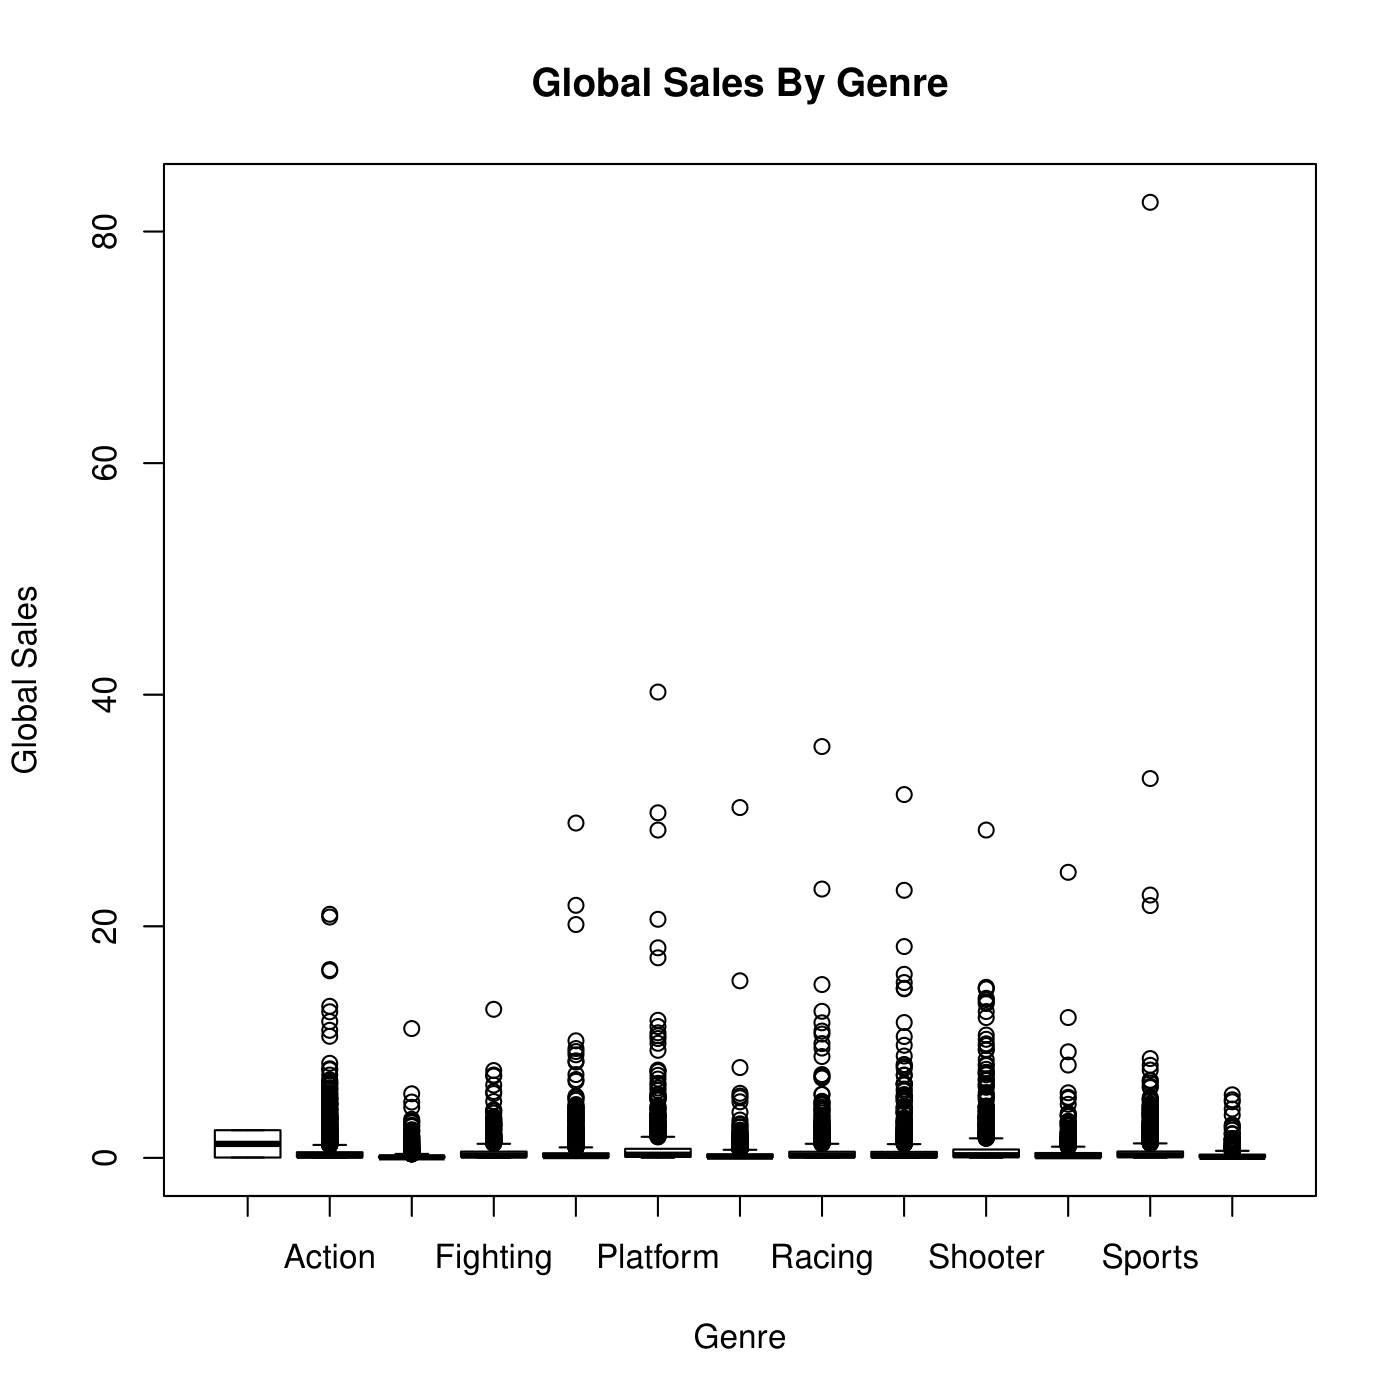 Global Sales By Genre
Global Sales
80
60
40
20
0
Action Fighting Platform Racing Shooter Sports
Genre